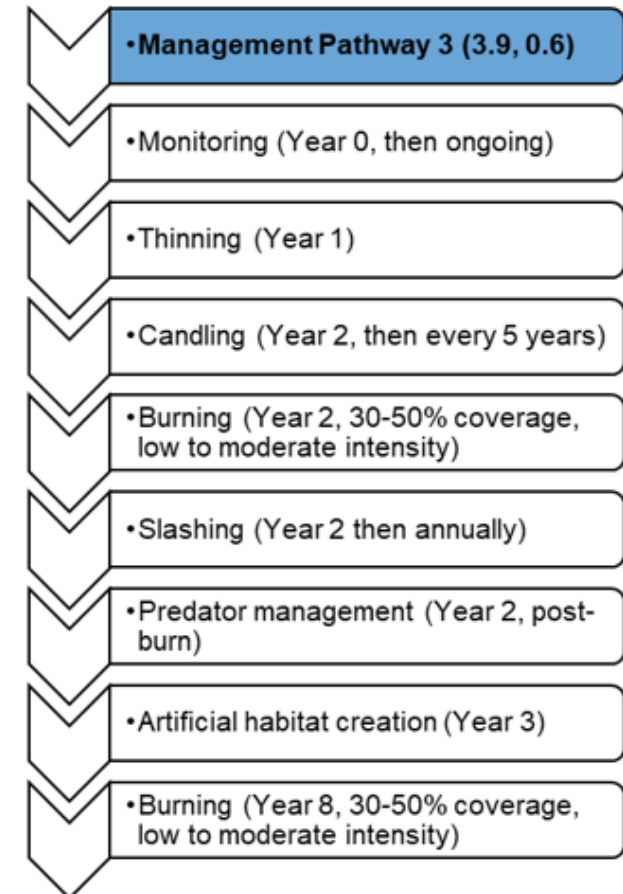 •Management Pathway 3 (3.9, 0.6)
•Monitoring (Year 0, then ongoing)
•Thinning (Year 1)
•Candling (Year 2, then every 5 years)
•Burning (Year 2, 30-50% coverage,
low to moderate intensity)
•Slashing (Year 2 then annually)
•Predator management (Year 2, post-
burn)
•Artificial habitat creation (Year 3)
•Burning (Year 8, 30-50% coverage,
low to moderate intensity)